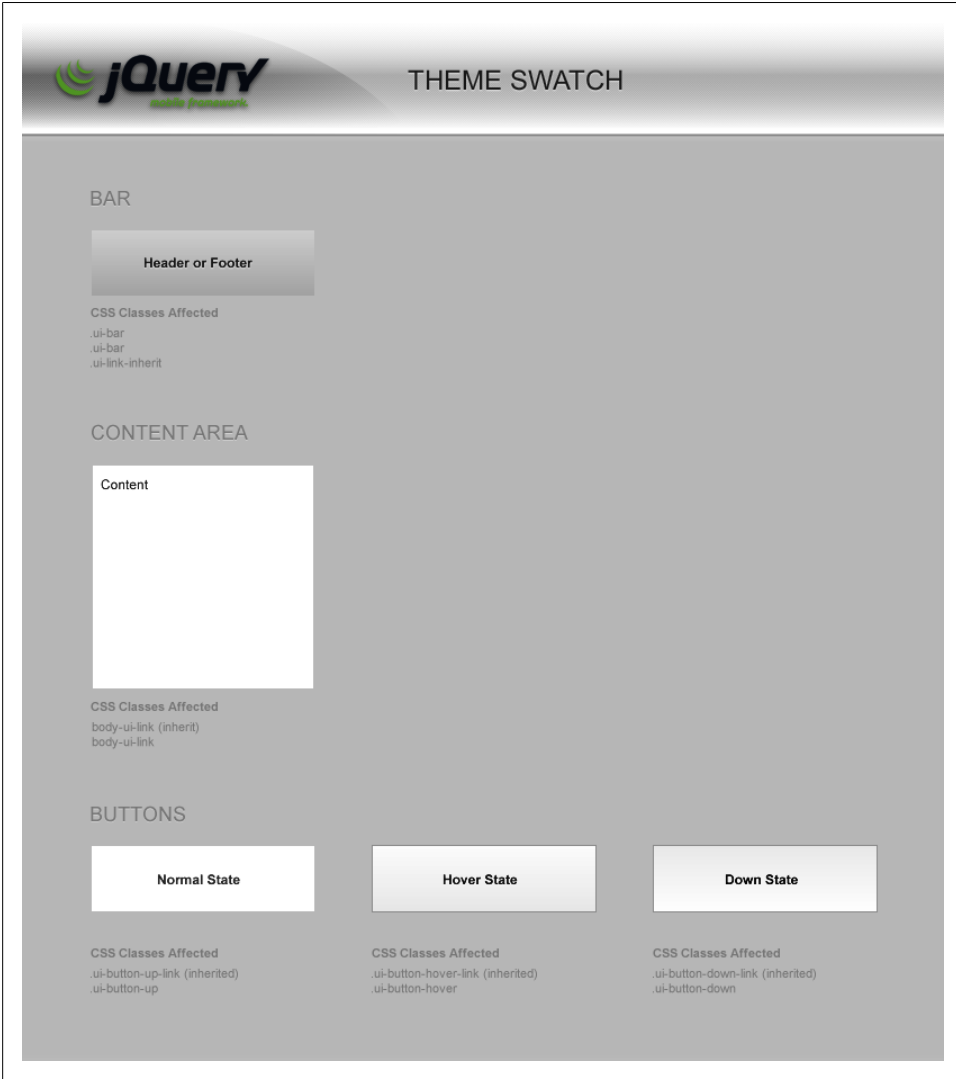 jQuery
mobile framework
THEME SWATCH
BAR
Header or Footer
CSS Classes Affected
.ui-bar
.ui-bar
.ui-link-inherit
CONTENT AREA
Content
CSS Classes Affected
body-ui-link (inherit)
body-ui-link
BUTTONS
Normal State
Hover State
Down State
CSS Classes Affected
.ui-button-up-link (inherited)
.ui-button-up
CSS Classes Affected
.ui-button-hover-link (inherited)
.ui-button-hover
CSS Classes Affected
.ui-button-down-link (inherited)
.ui-button-down